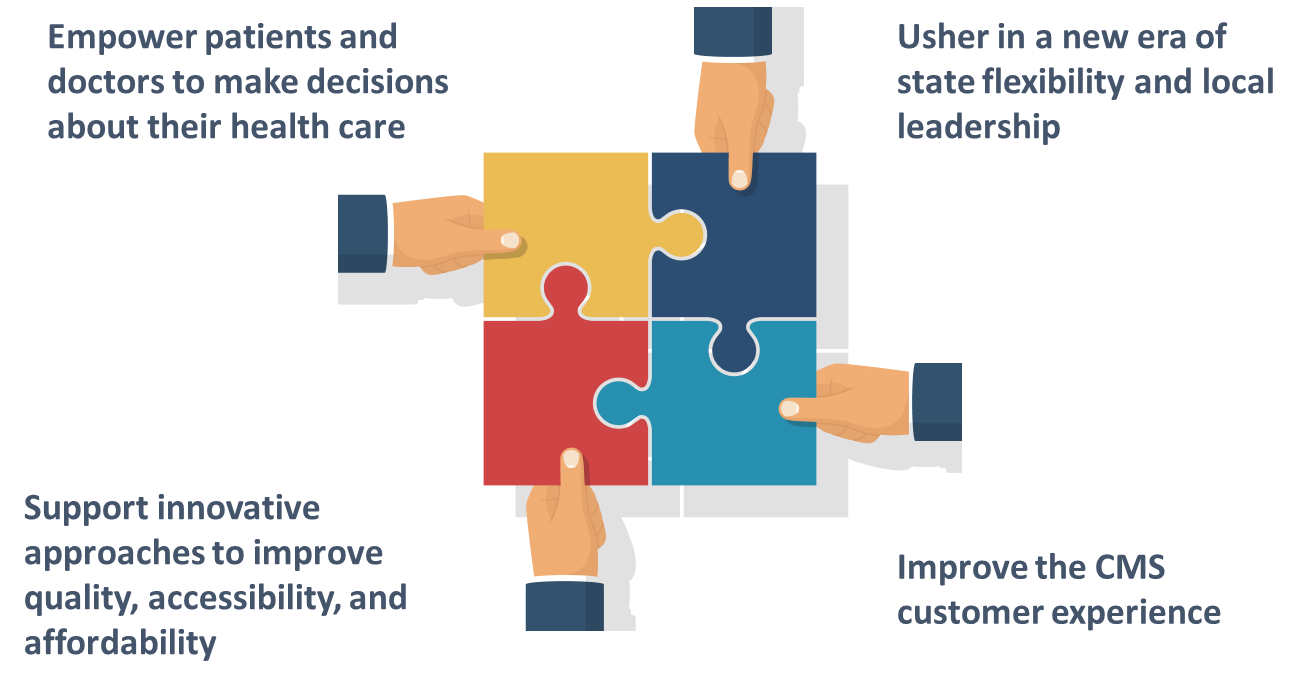 Empower patients and
doctors to make decisions
about their health care
Usher in a new era of
state flexibility and local
leadership
Support innovative
approaches to improve
quality, accessibility, and
affordability
Improve the CMS
customer experience